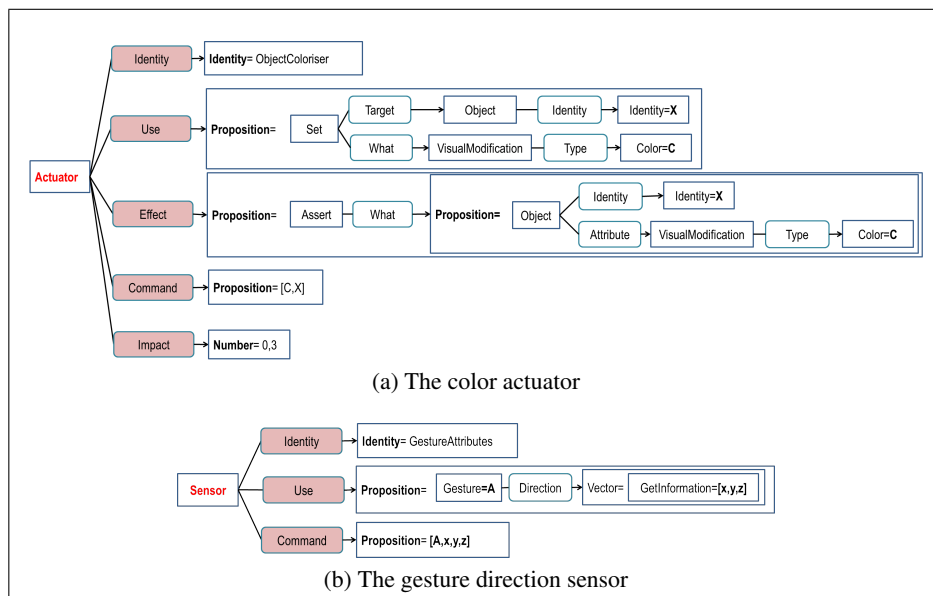 Identity Identity= ObjectColoriser
Target Object Identity Identity=X
Use Proposition= Set
What VisualModification Type Color=C
Actuator
Identity Identity=X
Effect Proposition= Assert What Proposition= Object
Attribute VisualModification Type Color=C
Command Proposition= [C,X]
Impact Number= 0,3
(a) The color actuator
Identity Identity= GestureAttributes
Sensor Use Proposition= Gesture=A Direction Vector= GetInformation=[x,y,z]
Command Proposition= [A,x,y,z]
(b) The gesture direction sensor